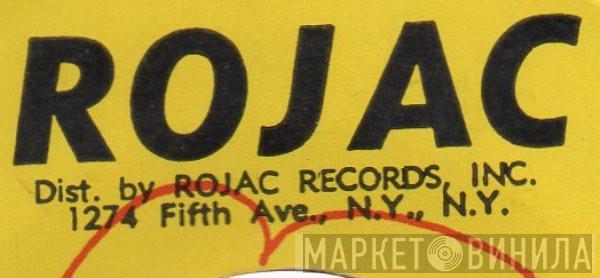 ROJAC
Dist. by ROJAC RECORDS, INC.
1274 Fifth Ave., N.Y., N.Y.
МАРКЕТ ВИНИЛА